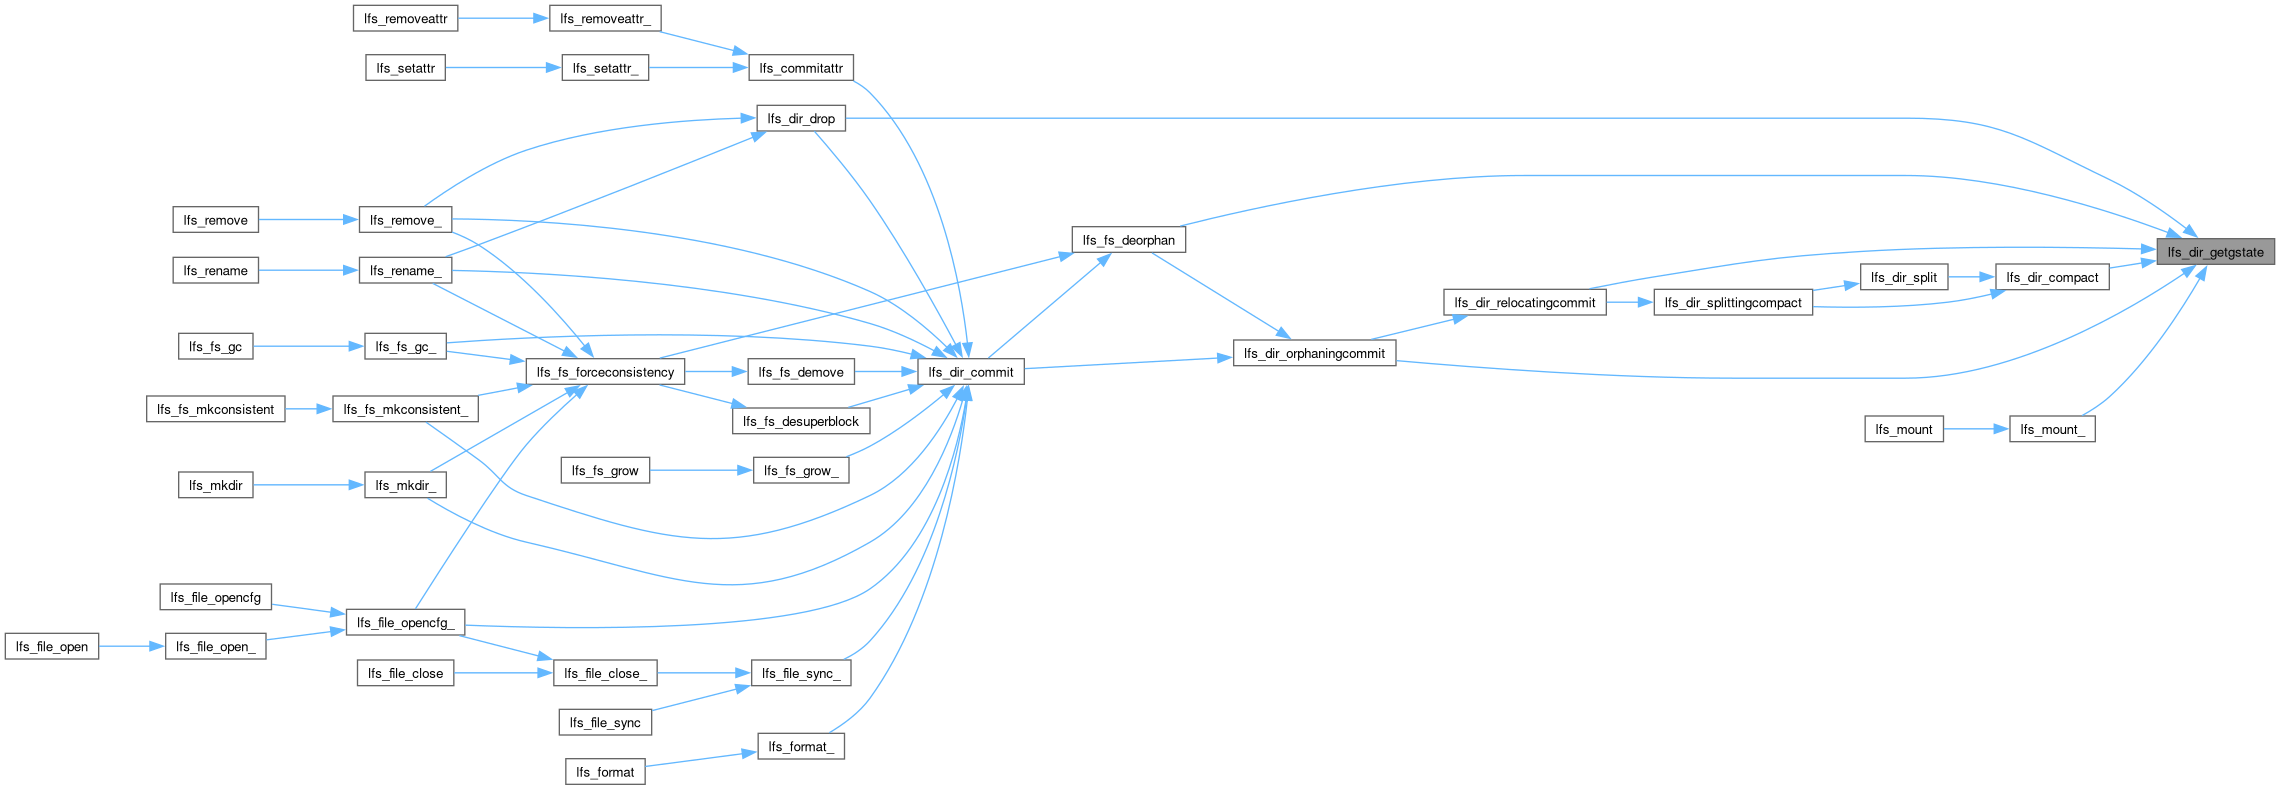 lfs_removeattr
lfs_removeattr_
lfs_setattr
lfs_setattr_
lfs_commitattr
lfs_dir_drop
lfs_remove
lfs_remove_
lfs_fs_deorphan
lfs_dir_getgstate
lfs_rename
lfs_rename_
lfs_dir_split
lfs_dir_compact
lfs_dir_relocatingcommit
lfs_dir_splittingcompact
lfs_fs_gc
lfs_fs_gc_
lfs_dir_orphaningcommit
lfs_fs_forceconsistency
lfs_fs_demove
lfs_dir_commit
lfs_fs_mkconsistent
lfs_fs_mkconsistent_
lfs_fs_desuperblock
lfs_mount
lfs_mount_
lfs_fs_grow
lfs_fs_grow_
lfs_mkdir
lfs_mkdir_
lfs_file_opencfg
lfs_file_opencfg_
lfs_file_open
lfs_file_open_
lfs_file_close
lfs_file_close_
lfs_file_sync_
lfs_file_sync
lfs_format_
lfs_format